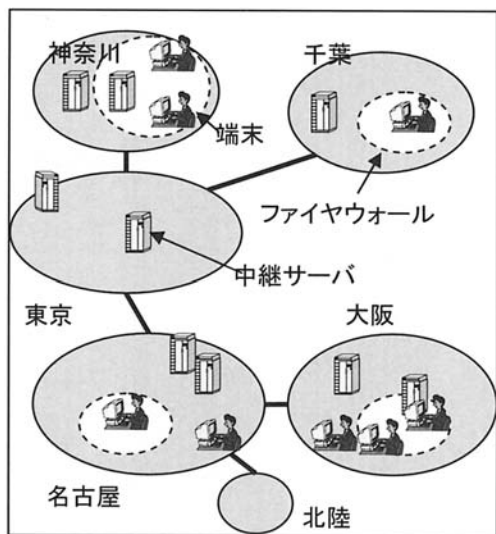 神奈川
千葉
端末
ファイヤウォール
中継サーバ
東京
大阪
名古屋
北陸